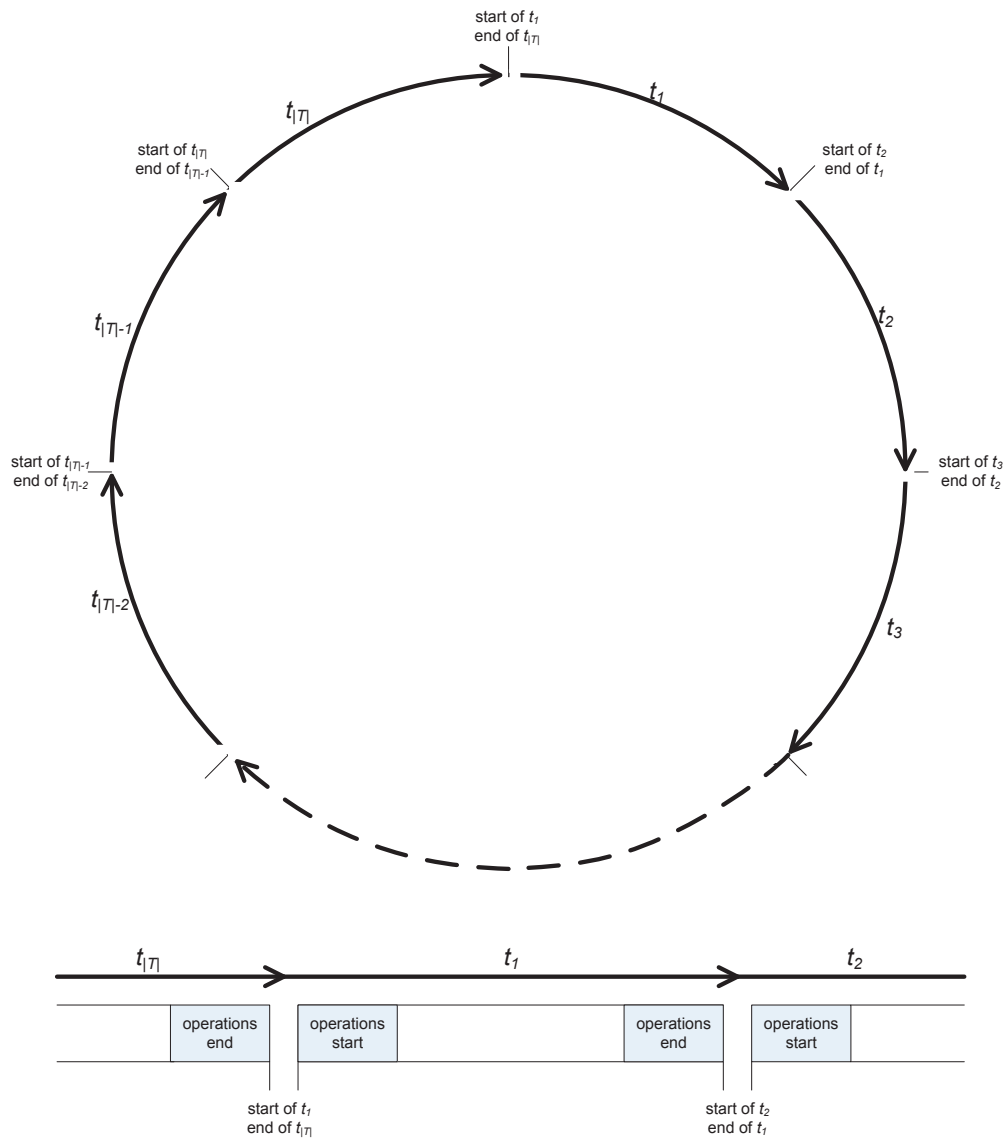 start of t1
end of t|T|
t1
t|T|
start of t|T|
end of t|T|-1
start of t2
end of t1
t|T|-1
t2
start of t|T|-1
end of t|T|-2
start of t3
end of t2
t|T|-2
t3
t|T| t1 t2
operations
end
operations
start
operations
end
operations
start
start of t1
end of t|T|
start of t2
end of t1